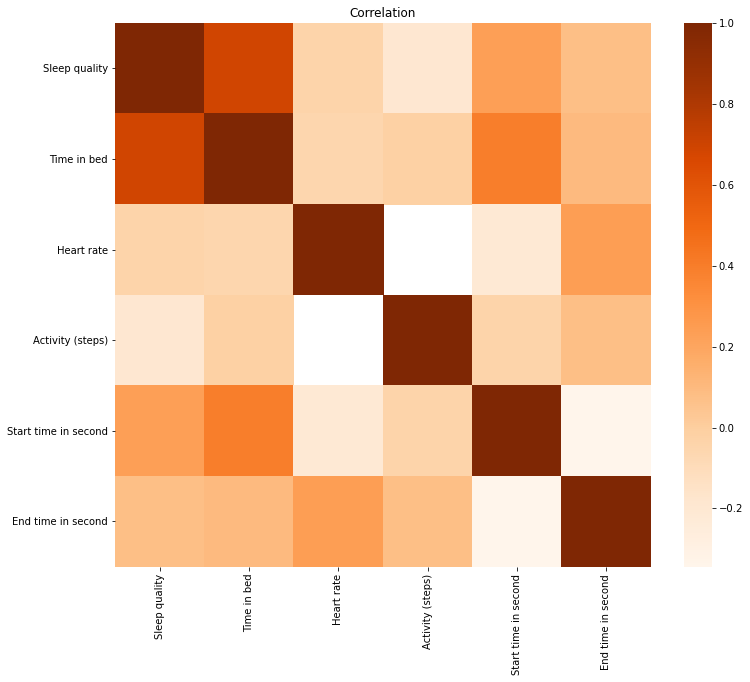 Correlation
Sleep quality
Time in bed
Heart rate
Activity (steps)
Start time in second
End time in second
Sleep quality
Time in bed
Heart rate
Activity (steps)
Start time in second
End time in second
1.0
0.8
0.6
0.4
0.2
0.0
−0.2